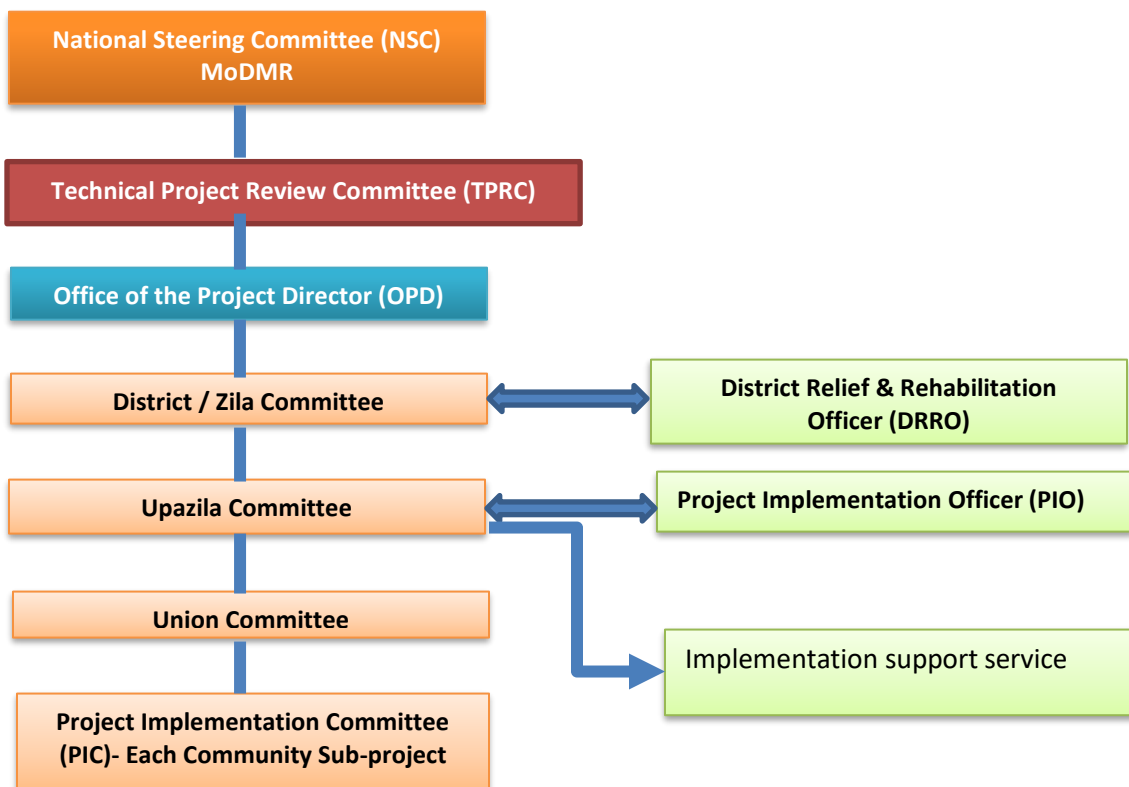 National Steering Committee (NSC)
MoDMR
Technical Project Review Committee (TPRC)
Office of the Project Director (OPD)
District / Zila Committee
District Relief & Rehabilitation
Officer (DRRO)
Upazila Committee
Project Implementation Officer (PIO)
Union Committee
Implementation support service
Project Implementation Committee
(PIC)- Each Community Sub-project